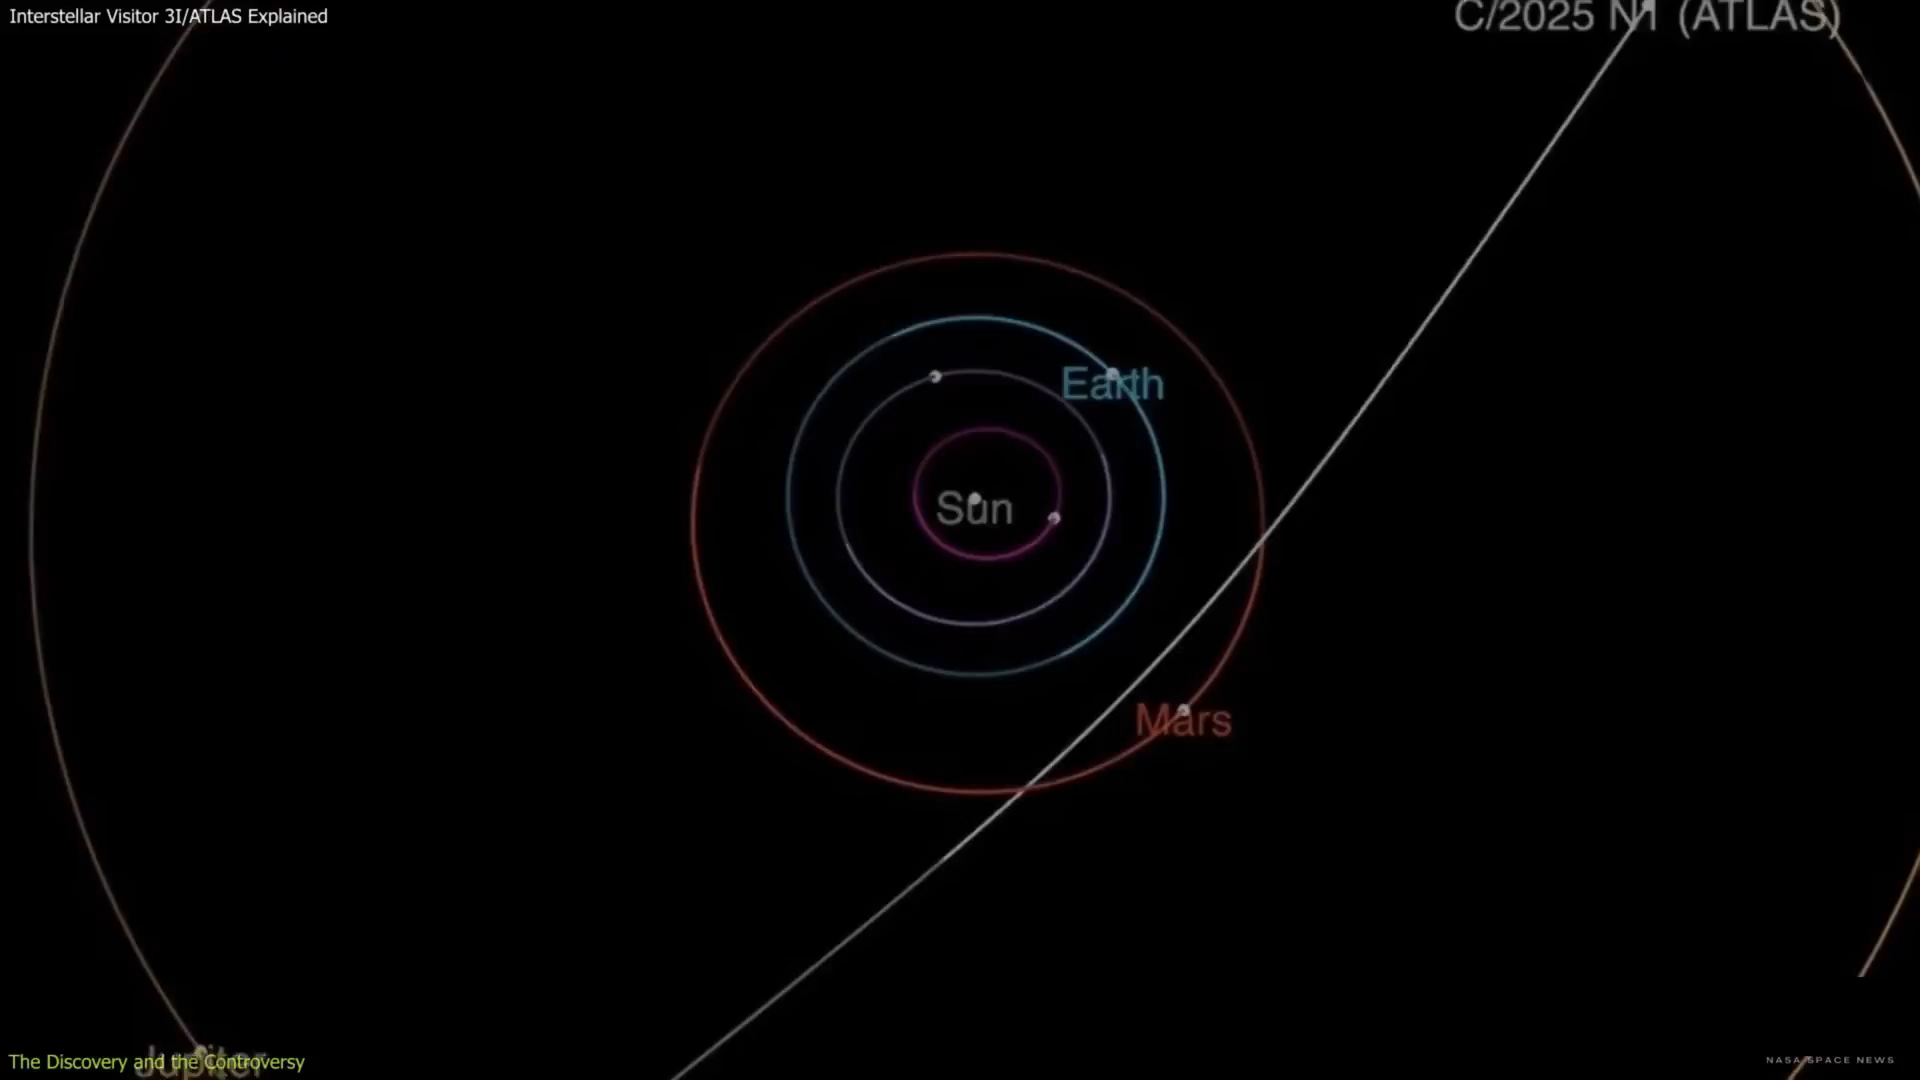 Interstellar Visitor 3I/ATLAS Explained
C/2025 N1 (ATLAS)
Earth
Sun
Mars
Jupiter
The Discovery and the Controversy
NASA SPACE NEWS